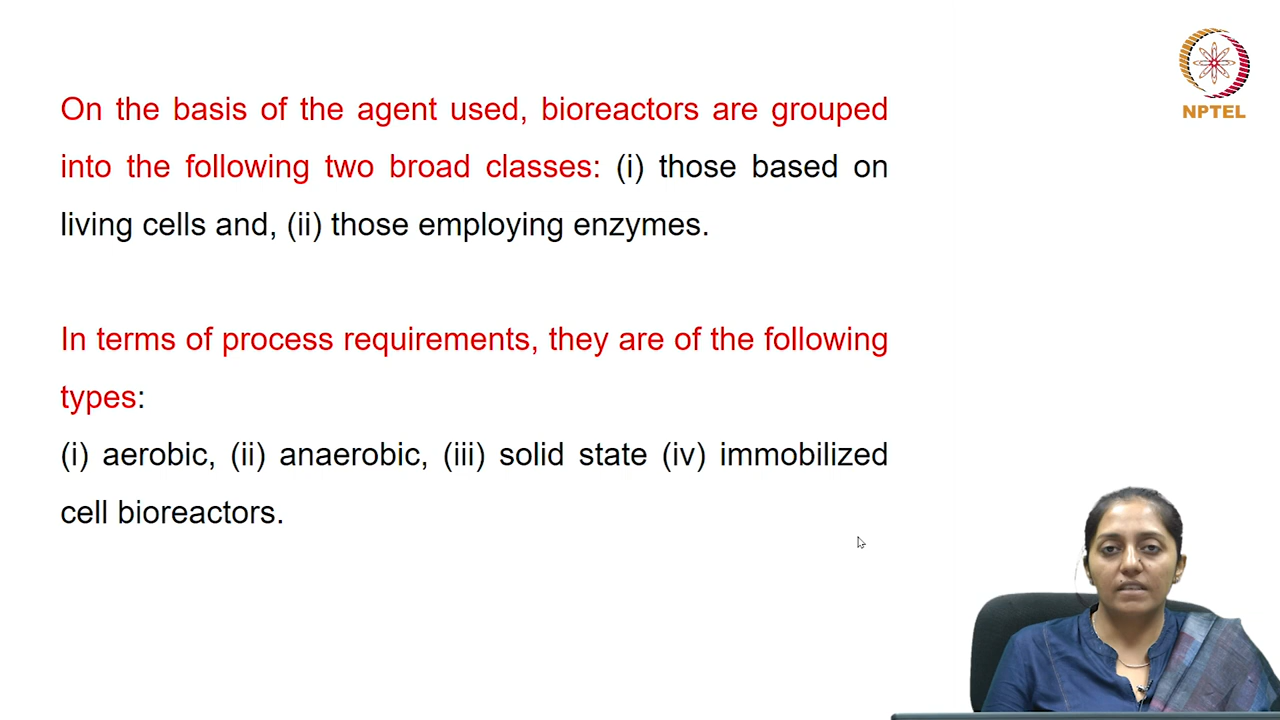 On the basis of the agent used, bioreactors are grouped
into the following two broad classes: (i) those based on
living cells and, (ii) those employing enzymes.
In terms of process requirements, they are of the following
types:
(i) aerobic, (ii) anaerobic, (iii) solid state (iv) immobilized
cell bioreactors.
NPTEL